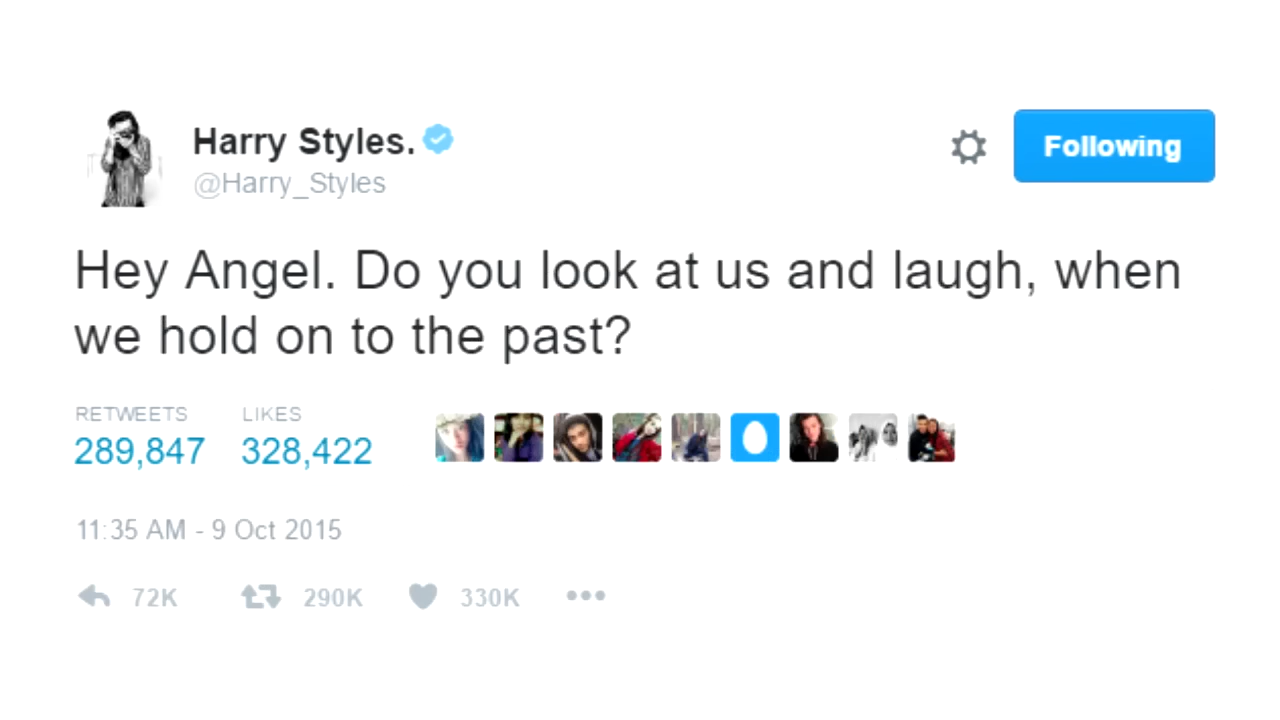 Harry Styles.
Following
@Harry_Styles
Hey Angel. Do you look at us and laugh, when
we hold on to the past?
RETWEETS LIKES
289,847 328,422
11:35 AM - 9 Oct 2015
72K 290K 330K